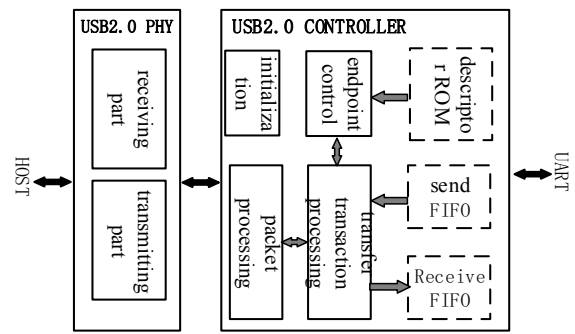 USB2.0 PHY
USB2.0 CONTROLLER
receiving
part
transmitting
part
initializa
tion
endpoint
control
descripto
r ROM
HOST
packet
processing
transfer
transaction
processing
send
FIFO
Receive
FIFO
UART